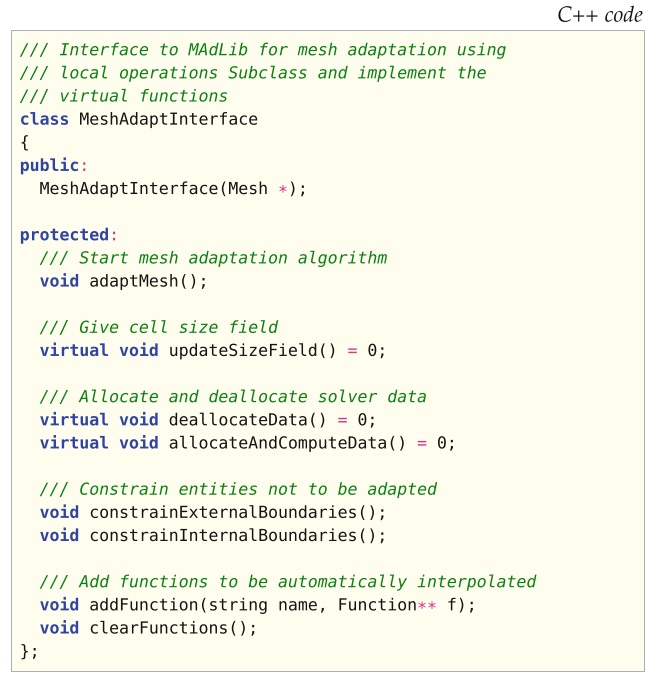 C++ code
/// Interface to MAdLib for mesh adaptation using
/// local operations Subclass and implement the
/// virtual functions
class MeshAdaptInterface
{
public:
  MeshAdaptInterface(Mesh *);

protected:
  /// Start mesh adaptation algorithm
  void adaptMesh();

  /// Give cell size field
  virtual void updateSizeField() = 0;

  /// Allocate and deallocate solver data
  virtual void deallocateData() = 0;
  virtual void allocateAndComputeData() = 0;

  /// Constrain entities not to be adapted
  void constrainExternalBoundaries();
  void constrainInternalBoundaries();

  /// Add functions to be automatically interpolated
  void addFunction(string name, Function** f);
  void clearFunctions();
};